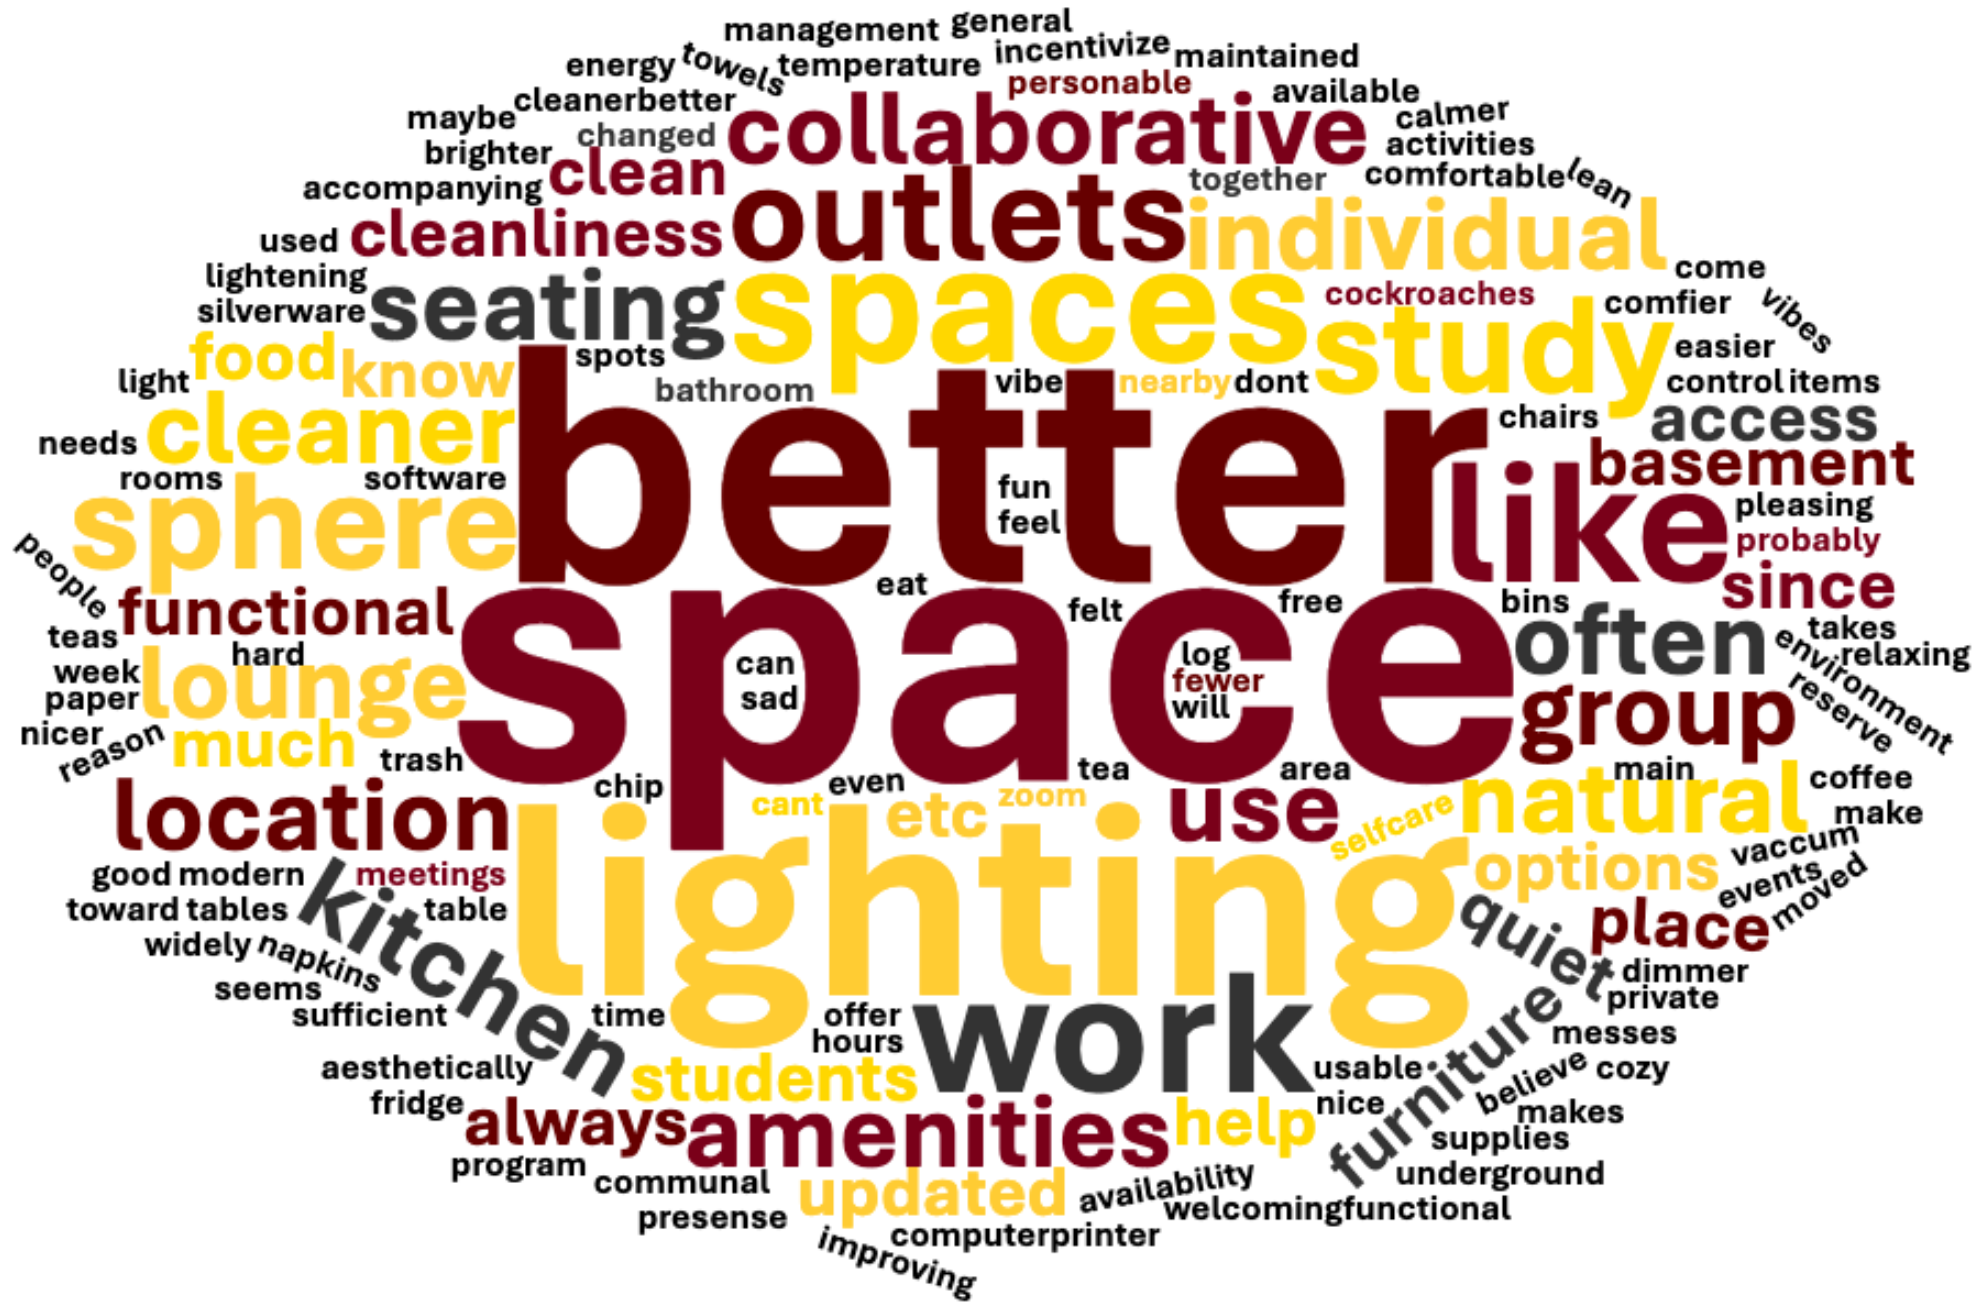 management general
energy towels temperature incentivize maintained
personable
cleanerbetter available
maybe changed collaborative calmer
brighter clean activities
accompanying together comfortable lean
outlets
used cleanliness individual
lightening come
silverware seating spaces cockroaches comfier vibes
food spots study easier
light know bathroom vibe nearby dont control items
cleaner better chairs access
needs basement
rooms software fun like pleasing
sphere feel probably
people eat since
functional space felt free bins often
teas takes
hard can log environment relaxing
week lounge fewer
paper sad will group reserve
nicer reason much
trash tea area main
chip even natural coffee
location cant etc zoom use selfcare make
vaccum
good modern meetings lighting options events moved
toward tables kitchen table quiet place
widely napkins
seems dimmer
sufficient time offer work private
hours furniture messes
aesthetically students usable believe cozy
fridge always amenities help nice makes
supplies
program communal updated availability underground
presense welcomingfunctional
improving computerprinter